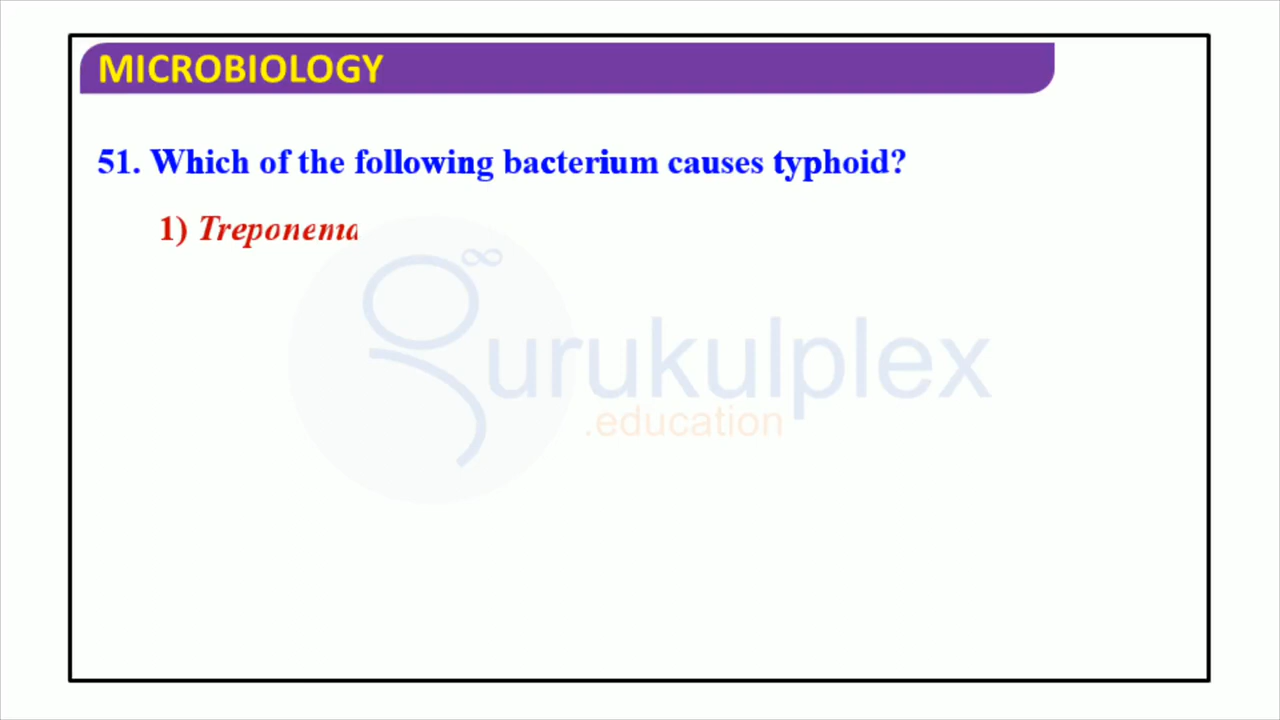 MICROBIOLOGY
51. Which of the following bacterium causes typhoid?
1) Treponema
gurukulplex
.education